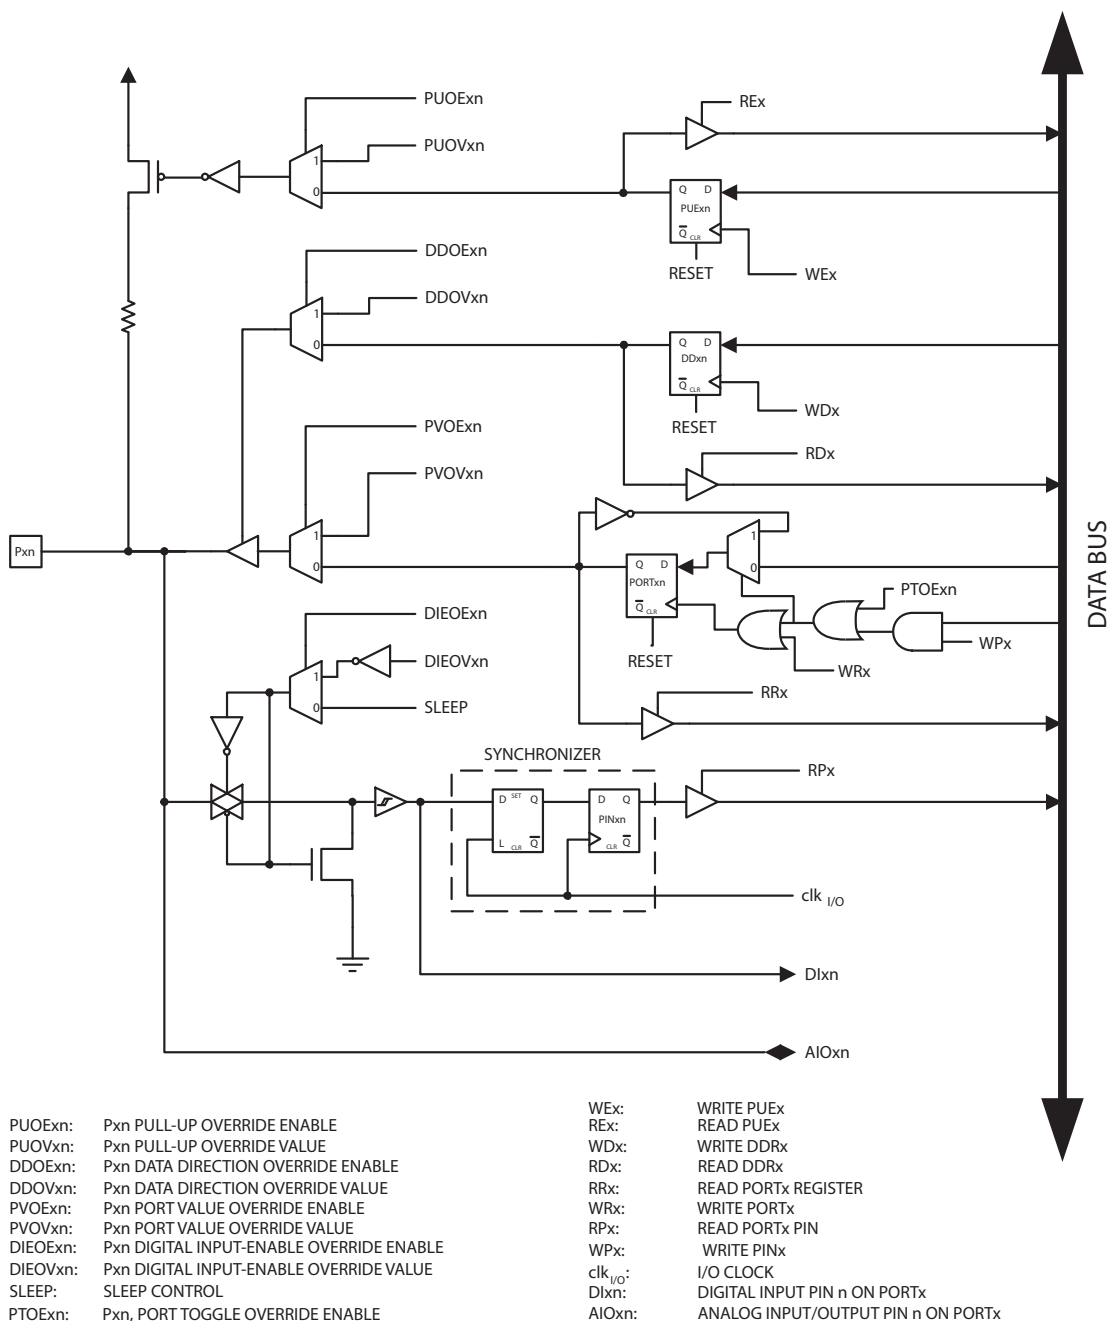 PUOExn
REx
PUOVxn
1
0
Q D
PUExn
Q CLR
RESET
WEx
DDOExn
DDOVxn
1
0
Q D
DDxn
Q CLR
RESET
WDx
PVOExn
RDx
PVOVxn
1
0
Pxn
1
0
Q D
PORTxn
Q CLR
RESET
PTOExn
WPx
WRx
DATA BUS
DIEOExn
DIEOVxn
1
0
SLEEP
RRx
SYNCHRONIZER
RPx
D SET Q
L CLR Q
D Q
PINxn
CLR Q
clk I/O
DIxn
AIOxn
PUOExn: Pxn PULL-UP OVERRIDE ENABLE
PUOVxn: Pxn PULL-UP OVERRIDE VALUE
DDOExn: Pxn DATA DIRECTION OVERRIDE ENABLE
DDOVxn: Pxn DATA DIRECTION OVERRIDE VALUE
PVOExn: Pxn PORT VALUE OVERRIDE ENABLE
PVOVxn: Pxn PORT VALUE OVERRIDE VALUE
DIEOExn: Pxn DIGITAL INPUT-ENABLE OVERRIDE ENABLE
DIEOVxn: Pxn DIGITAL INPUT-ENABLE OVERRIDE VALUE
SLEEP: SLEEP CONTROL
PTOExn: Pxn, PORT TOGGLE OVERRIDE ENABLE
WEx: WRITE PUEx
REx: READ PUEx
WDx: WRITE DDRx
RDx: READ DDRx
RRx: READ PORTx REGISTER
WRx: WRITE PORTx
RPx: READ PORTx PIN
WPx: WRITE PINx
clkI/O: I/O CLOCK
DIxn: DIGITAL INPUT PIN n ON PORTx
AIOxn: ANALOG INPUT/OUTPUT PIN n ON PORTx